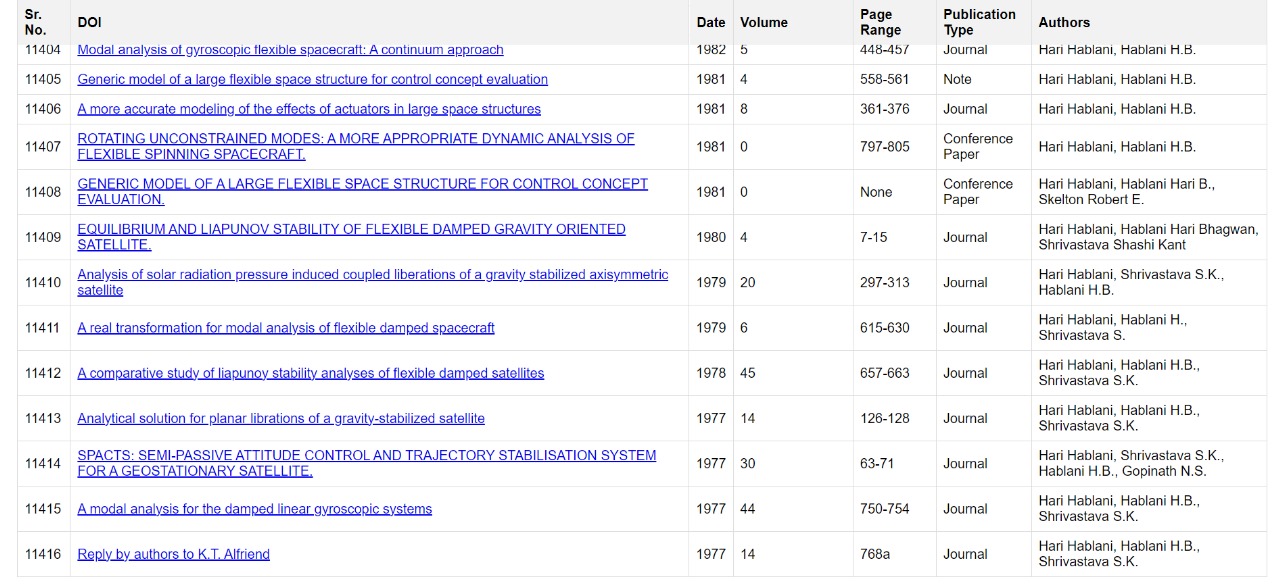 Sr. No. DOI Date Volume Page Range Publication Type Authors
11404 Modal analysis of gyroscopic flexible spacecraft: A continuum approach 1982 5 448-457 Journal Hari Hablani, Hablani H.B.
11405 Generic model of a large flexible space structure for control concept evaluation 1981 4 558-561 Note Hari Hablani, Hablani H.B.
11406 A more accurate modeling of the effects of actuators in large space structures 1981 8 361-376 Journal Hari Hablani, Hablani H.B.
11407 ROTATING UNCONSTRAINED MODES: A MORE APPROPRIATE DYNAMIC ANALYSIS OF FLEXIBLE SPINNING SPACECRAFT. 1981 0 797-805 Conference Paper Hari Hablani, Hablani H.B.
11408 GENERIC MODEL OF A LARGE FLEXIBLE SPACE STRUCTURE FOR CONTROL CONCEPT EVALUATION. 1981 0 None Conference Paper Hari Hablani, Hablani Hari B., Skelton Robert E.
11409 EQUILIBRIUM AND LIAPUNOV STABILITY OF FLEXIBLE DAMPED GRAVITY ORIENTED SATELLITE. 1980 4 7-15 Journal Hari Hablani, Hablani Hari Bhagwan, Shrivastava Shashi Kant
11410 Analysis of solar radiation pressure induced coupled liberations of a gravity stabilized axisymmetric satellite 1979 20 297-313 Journal Hari Hablani, Shrivastava S.K., Hablani H.B.
11411 A real transformation for modal analysis of flexible damped spacecraft 1979 6 615-630 Journal Hari Hablani, Hablani H., Shrivastava S.
11412 A comparative study of liapunov stability analyses of flexible damped satellites 1978 45 657-663 Journal Hari Hablani, Hablani H.B., Shrivastava S.K.
11413 Analytical solution for planar librations of a gravity-stabilized satellite 1977 14 126-128 Journal Hari Hablani, Hablani H.B., Shrivastava S.K.
11414 SPACTS: SEMI-PASSIVE ATTITUDE CONTROL AND TRAJECTORY STABILISATION SYSTEM FOR A GEOSTATIONARY SATELLITE. 1977 30 63-71 Journal Hari Hablani, Shrivastava S.K., Hablani H.B., Gopinath N.S.
11415 A modal analysis for the damped linear gyroscopic systems 1977 44 750-754 Journal Hari Hablani, Hablani H.B., Shrivastava S.K.
11416 Reply by authors to K.T. Alfriend 1977 14 768a Journal Hari Hablani, Hablani H.B., Shrivastava S.K.